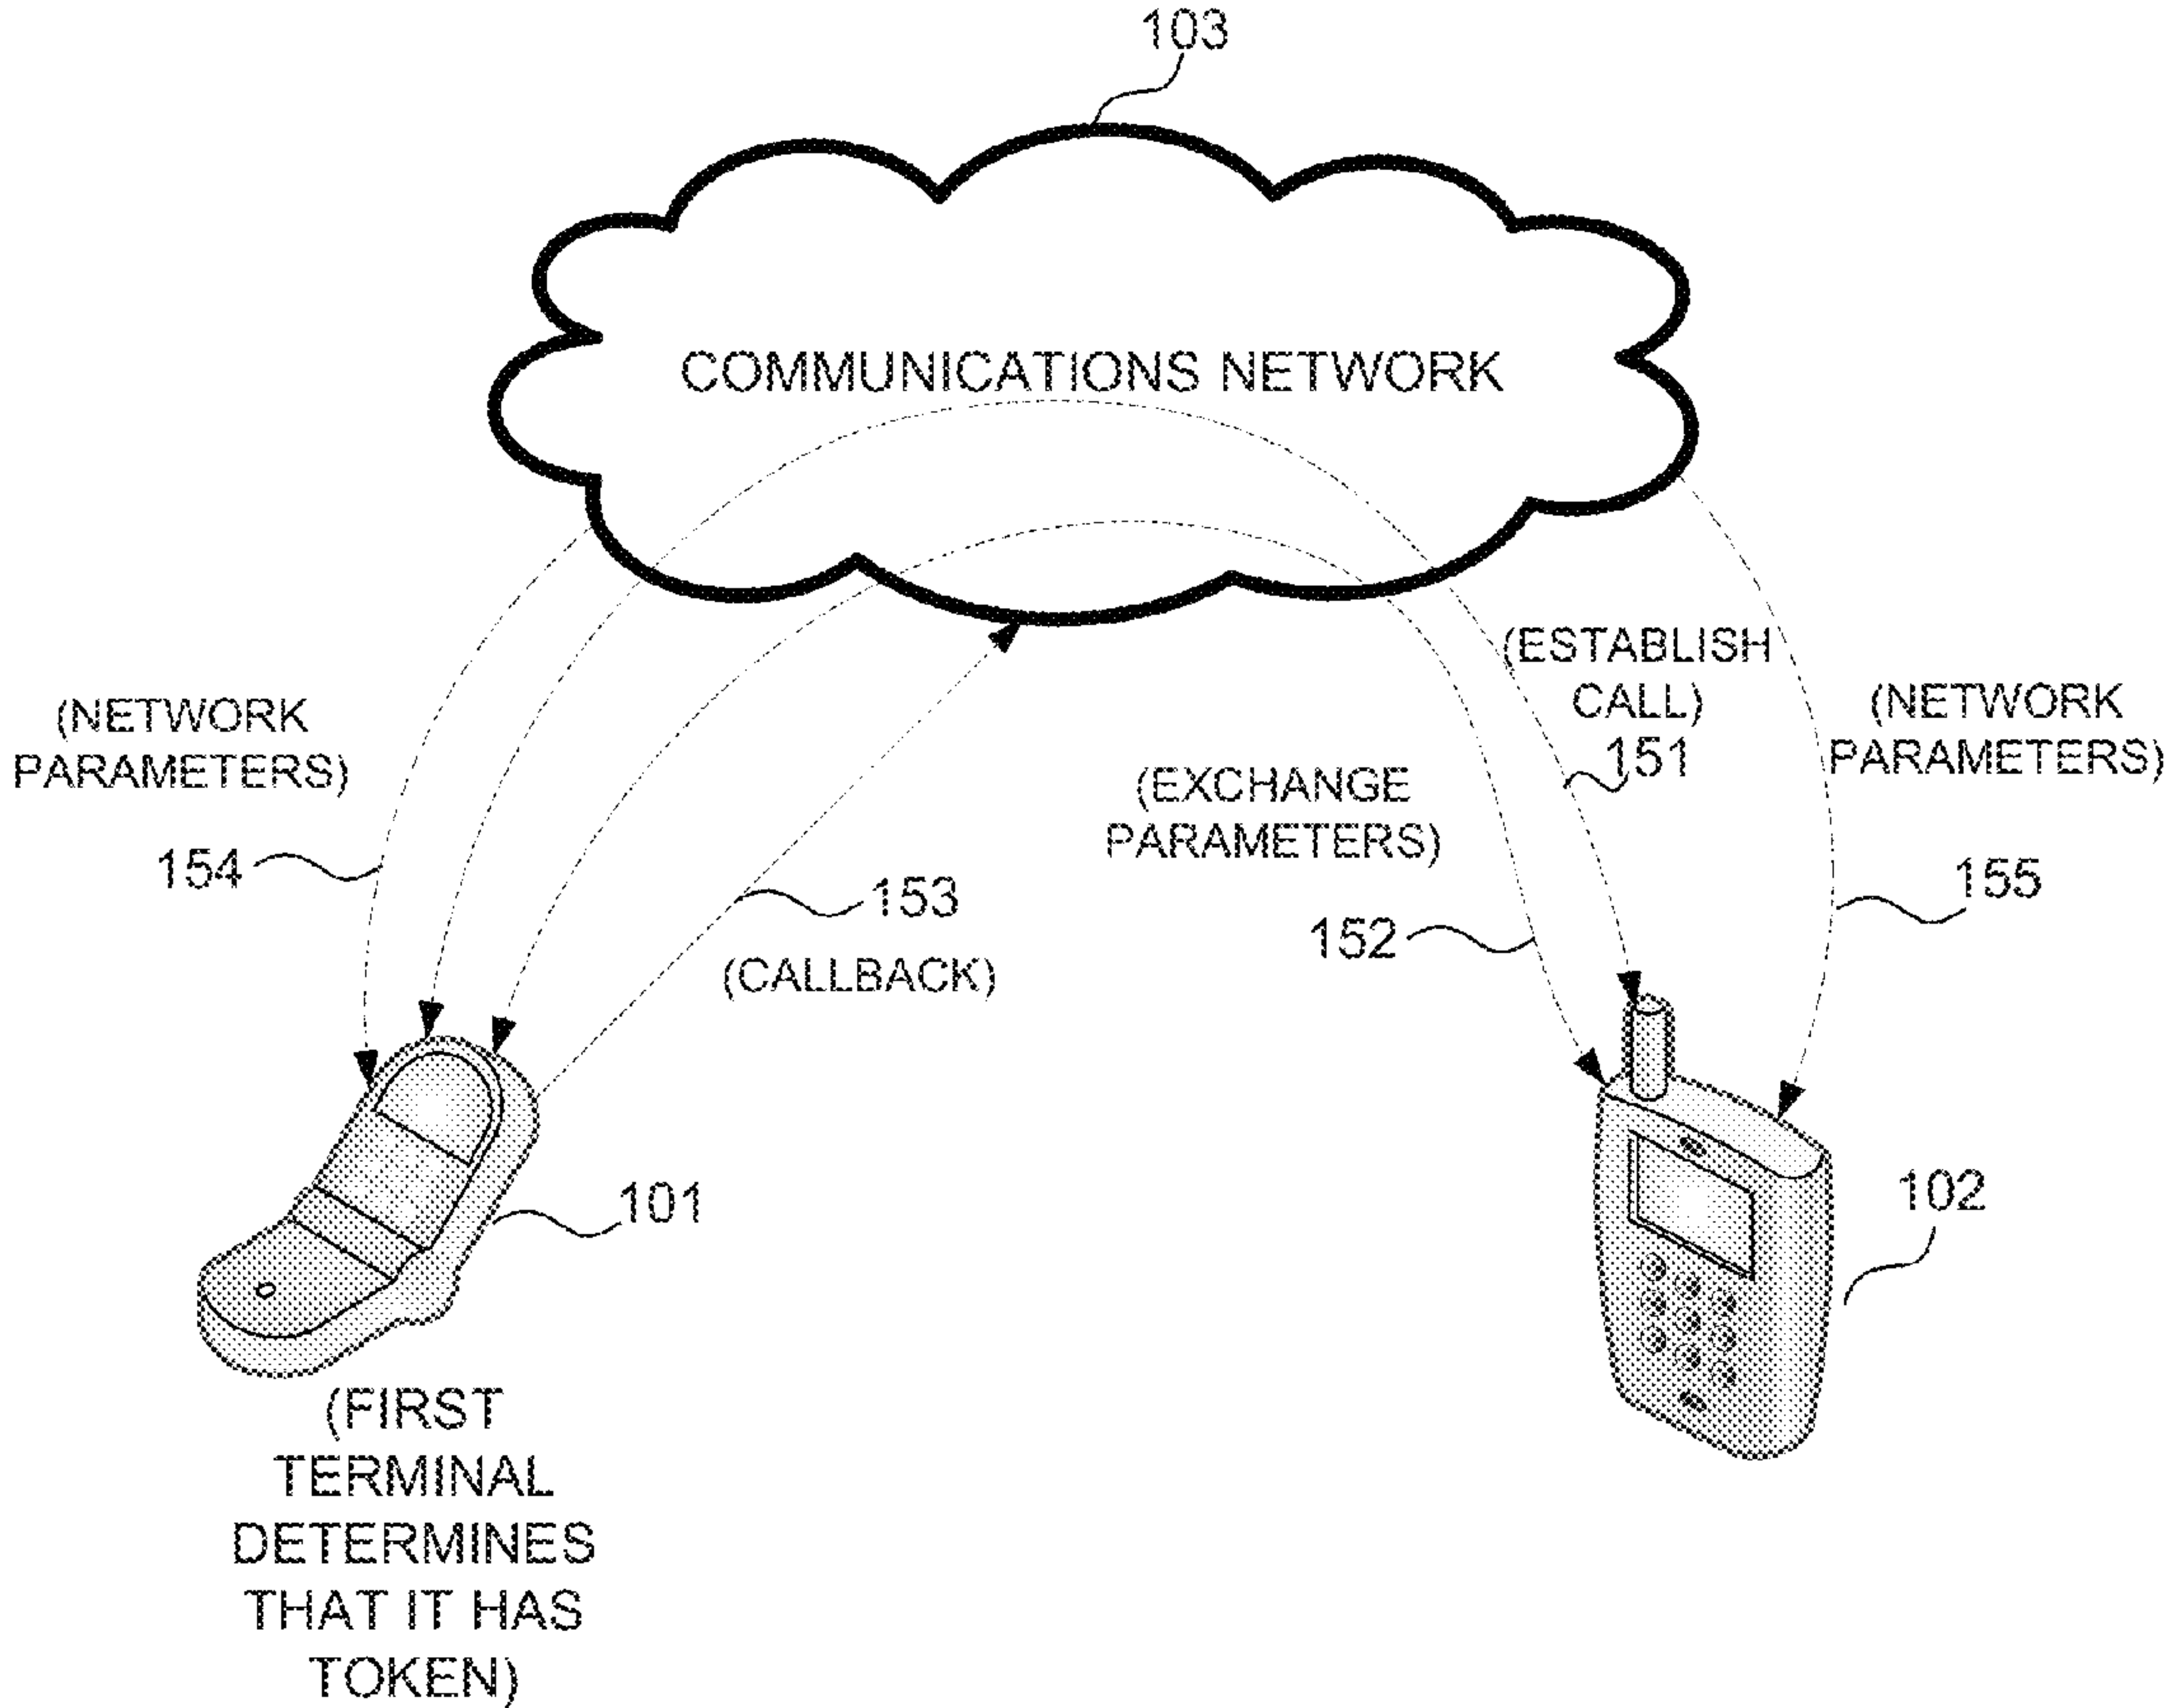 103
COMMUNICATIONS NETWORK
(ESTABLISH
CALL)
151
(NETWORK
PARAMETERS)
(NETWORK
PARAMETERS)
(EXCHANGE
PARAMETERS)
154
153
(CALLBACK)
152
155
101
102
(FIRST
TERMINAL
DETERMINES
THAT IT HAS
TOKEN)